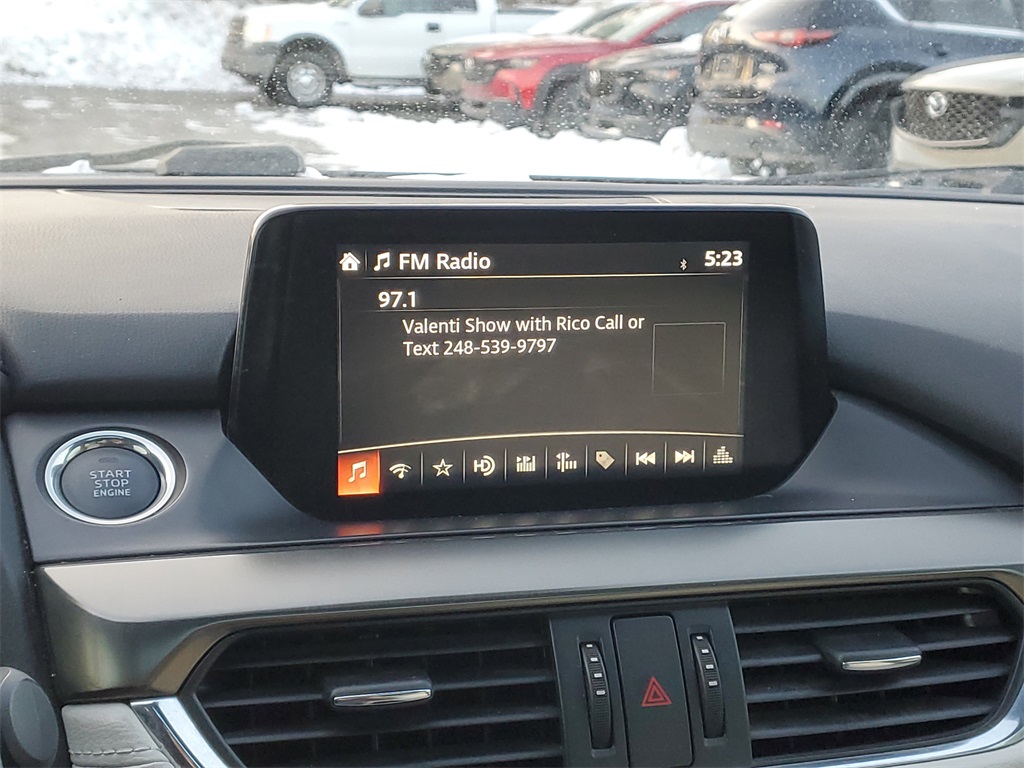 FM Radio 5:23
97.1
Valenti Show with Rico Call or
Text 248-539-9797
HD
START
STOP
ENGINE